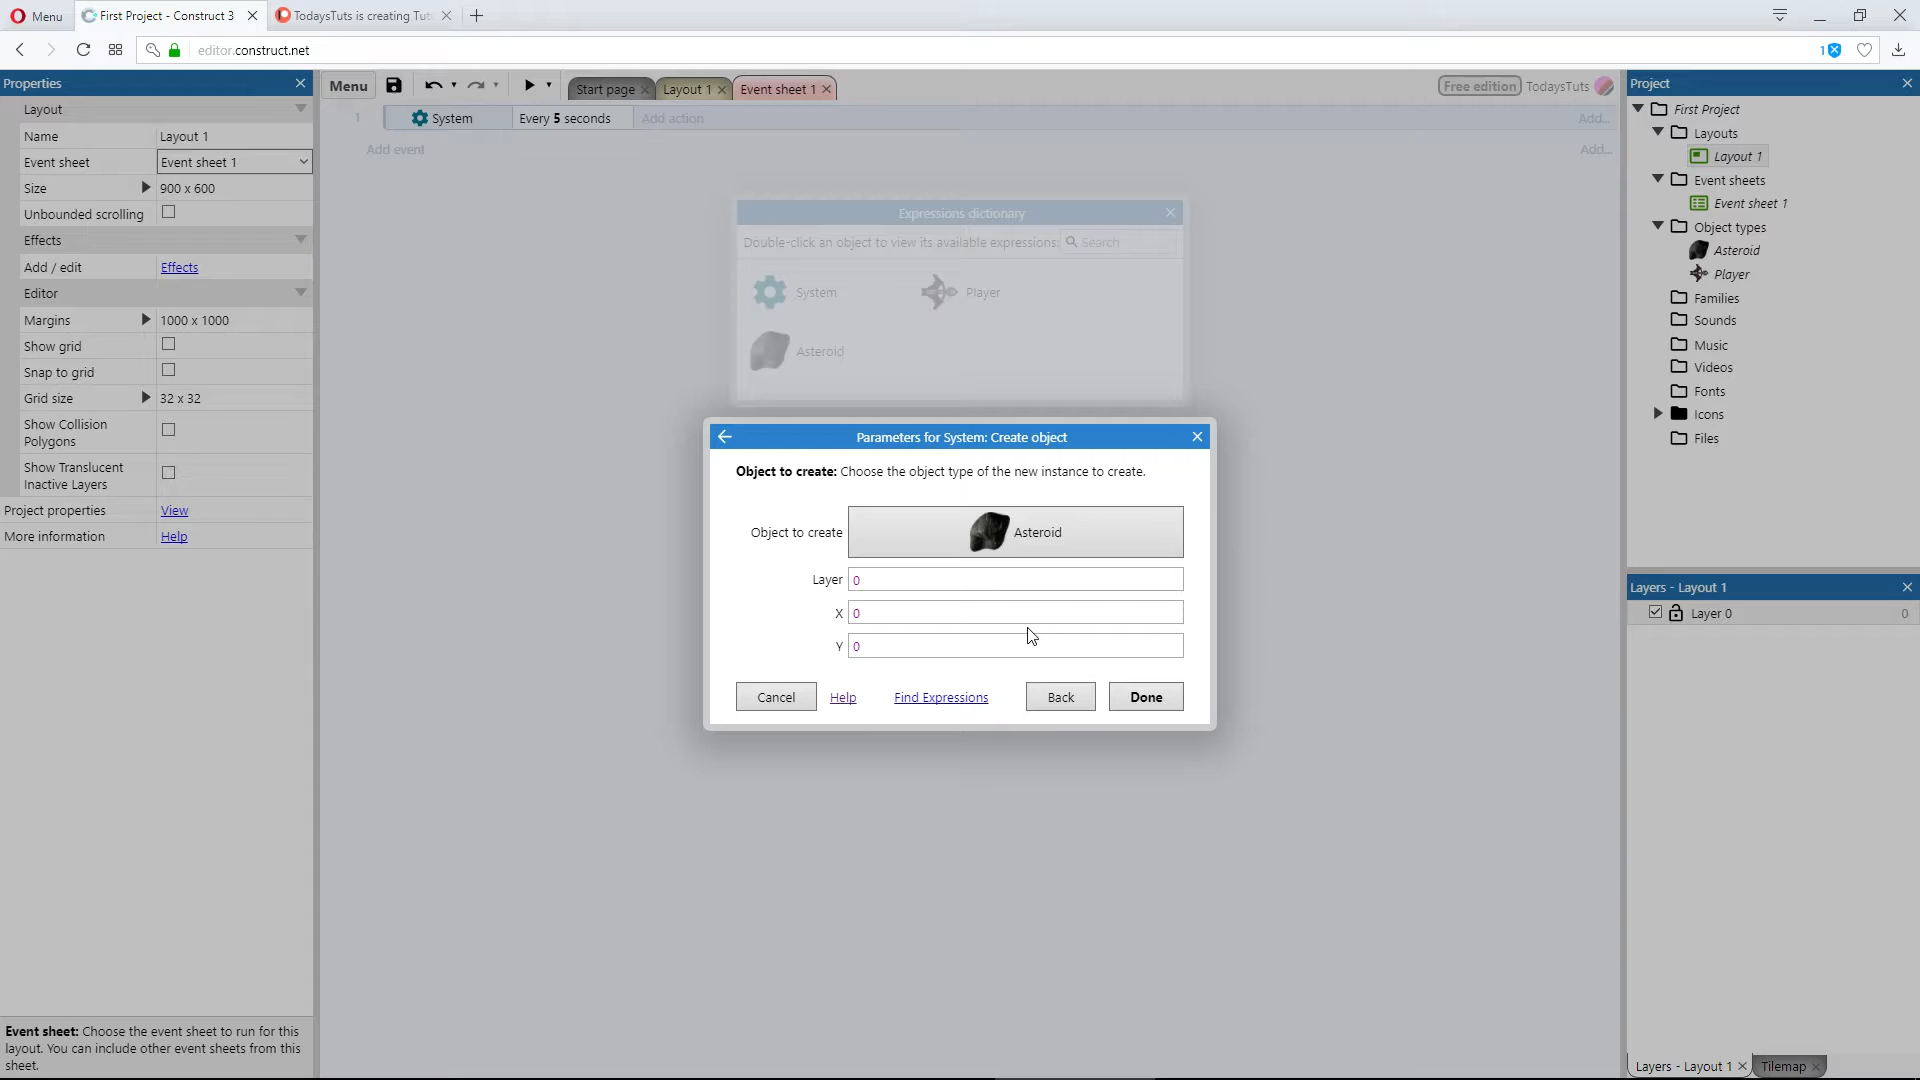 Menu
First Project - Construct 3
TodaysTuts is creating Tut
editor.construct.net
1
Properties
Layout
Name
Layout 1
Event sheet
Event sheet 1
Size
900 x 600
Unbounded scrolling
Effects
Add / edit
Effects
Editor
Margins
1000 x 1000
Show grid
Snap to grid
Grid size
32 x 32
Show Collision
Polygons
Show Translucent
Inactive Layers
Project properties
View
More information
Help
Event sheet: Choose the event sheet to run for this
layout. You can include other event sheets from this
sheet.
Menu
Start page
Layout 1
Event sheet 1
Free edition
TodaysTuts
1
System
Every 5 seconds
Add action
Add...
Add event
Add...
Expressions dictionary
Double-click an object to view its available expressions:
Search
System
Player
Asteroid
Parameters for System: Create object
Object to create: Choose the object type of the new instance to create.
Object to create
Asteroid
Layer
0
X
0
Y
0
Cancel
Help
Find Expressions
Back
Done
Project
First Project
Layouts
Layout 1
Event sheets
Event sheet 1
Object types
Asteroid
Player
Families
Sounds
Music
Videos
Fonts
Icons
Files
Layers - Layout 1
Layer 0
0
Layers - Layout 1
Tilemap